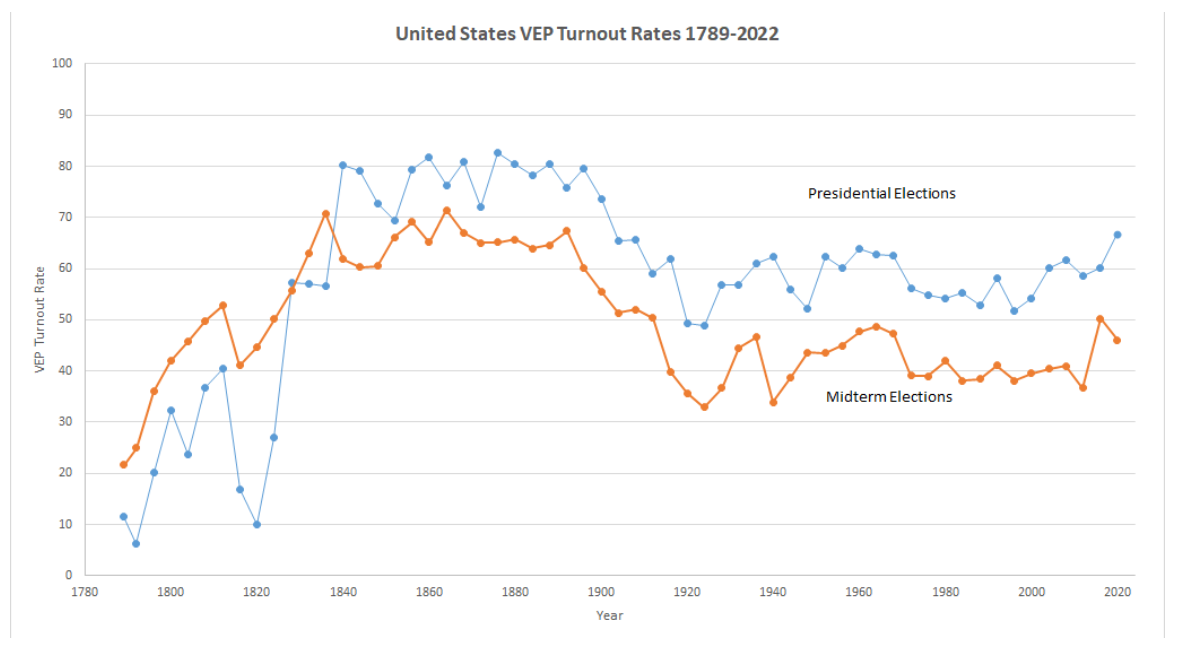 United States VEP Turnout Rates 1789-2022
100
90
80
70
60
50
40
30
20
10
0
VEP Turnout Rate
Presidential Elections
Midterm Elections
1780 1800 1820 1840 1860 1880 1900 1920 1940 1960 1980 2000 2020
Year